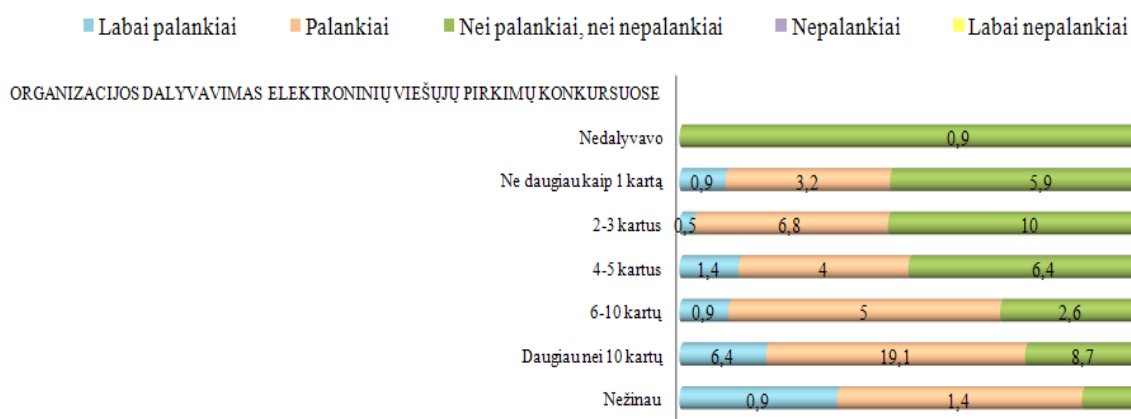 Labai palankiai Palankiai Nei palankiai, nei nepalankiai Nepalankiai Labai nepalankiai
ORGANIZACIJOS DALYVAVIMAS ELEKTRONINIŲ VIEŠŲJŲ PIRKIMŲ KONKURSUOSE
Nedalyvavo 0,9
Ne daugiau kaip 1 kartą 0,9 3,2 5,9
2-3 kartus 0,5 6,8 10
4-5 kartus 1,4 4 6,4
6-10 kartų 0,9 5 2,6
Daugiau nei 10 kartų 6,4 19,1 8,7
Nežinau 0,9 1,4